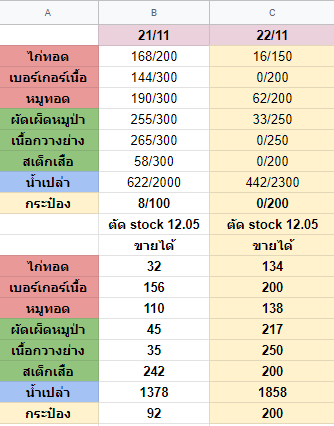 A B C
21/11 22/11
ไก่ทอด 168/200 16/150
เบอร์เกอร์เนื้อ 144/300 0/200
หมูทอด 190/300 62/200
ผัดเผ็ดหมูป่า 255/300 33/250
เนื้อกวางย่าง 265/300 0/250
สเต็กเสือ 58/300 0/200
น้ำเปล่า 622/2000 442/2300
กระป๋อง 8/100 0/200
ตัด stock 12.05 ตัด stock 12.05
ขายได้ ขายได้
ไก่ทอด 32 134
เบอร์เกอร์เนื้อ 156 200
หมูทอด 110 138
ผัดเผ็ดหมูป่า 45 217
เนื้อกวางย่าง 35 250
สเต็กเสือ 242 200
น้ำเปล่า 1378 1858
กระป๋อง 92 200